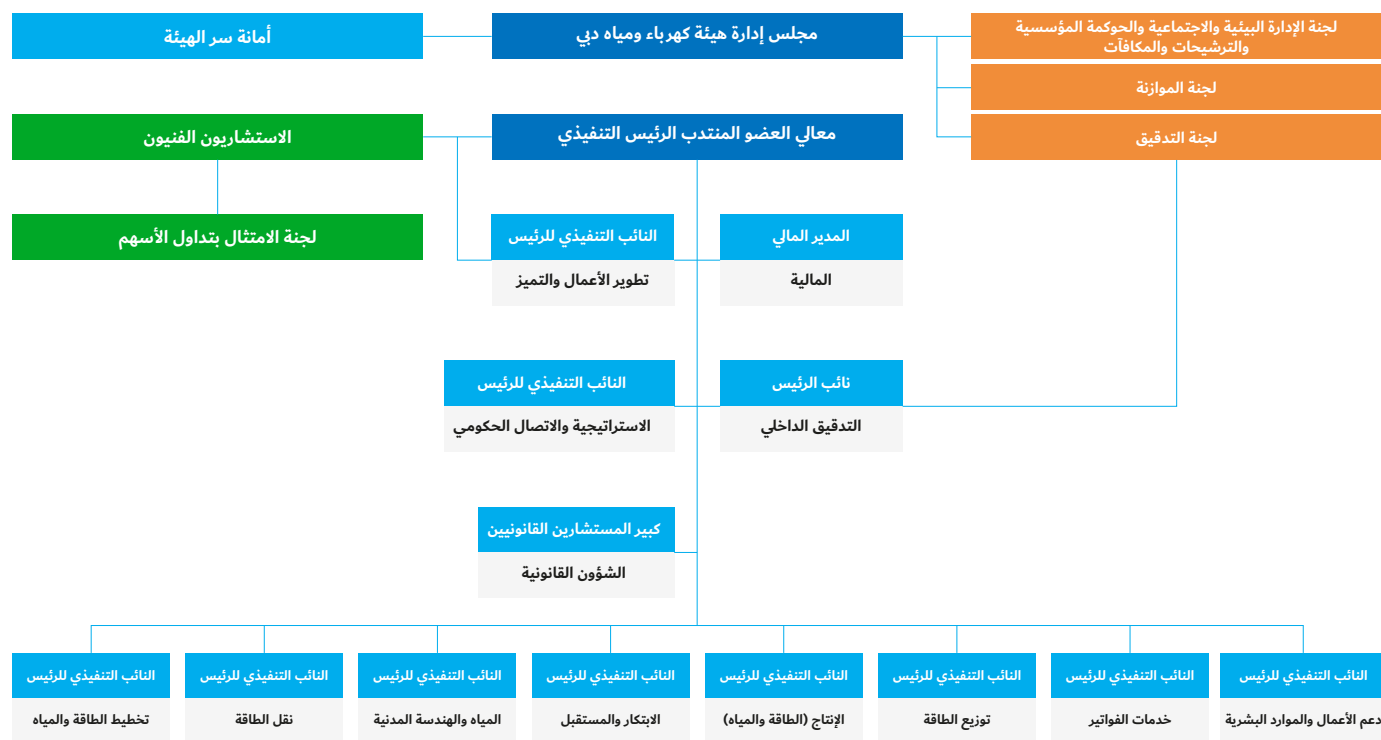 لجنة الإدارة البيئية والاجتماعية والحوكمة المؤسسية
والترشيحات والمكافآت
مجلس إدارة هيئة كهرباء ومياه دبي
أمانة سر الهيئة
لجنة الموازنة
لجنة التدقيق
معالي العضو المنتدب الرئيس التنفيذي
الاستشاريون الفنيون
المدير المالي
المالية
النائب التنفيذي للرئيس
تطوير الأعمال والتميز
لجنة الامتثال بتداول الأسهم
نائب الرئيس
التدقيق الداخلي
النائب التنفيذي للرئيس
الاستراتيجية والاتصال الحكومي
كبير المستشارين القانونيين
الشؤون القانونية
النائب التنفيذي للرئيس
دعم الأعمال والموارد البشرية
النائب التنفيذي للرئيس
خدمات الفواتير
النائب التنفيذي للرئيس
توزيع الطاقة
النائب التنفيذي للرئيس
الإنتاج (الطاقة والمياه)
النائب التنفيذي للرئيس
الابتكار والمستقبل
النائب التنفيذي للرئيس
المياه والهندسة المدنية
النائب التنفيذي للرئيس
نقل الطاقة
النائب التنفيذي للرئيس
تخطيط الطاقة والمياه